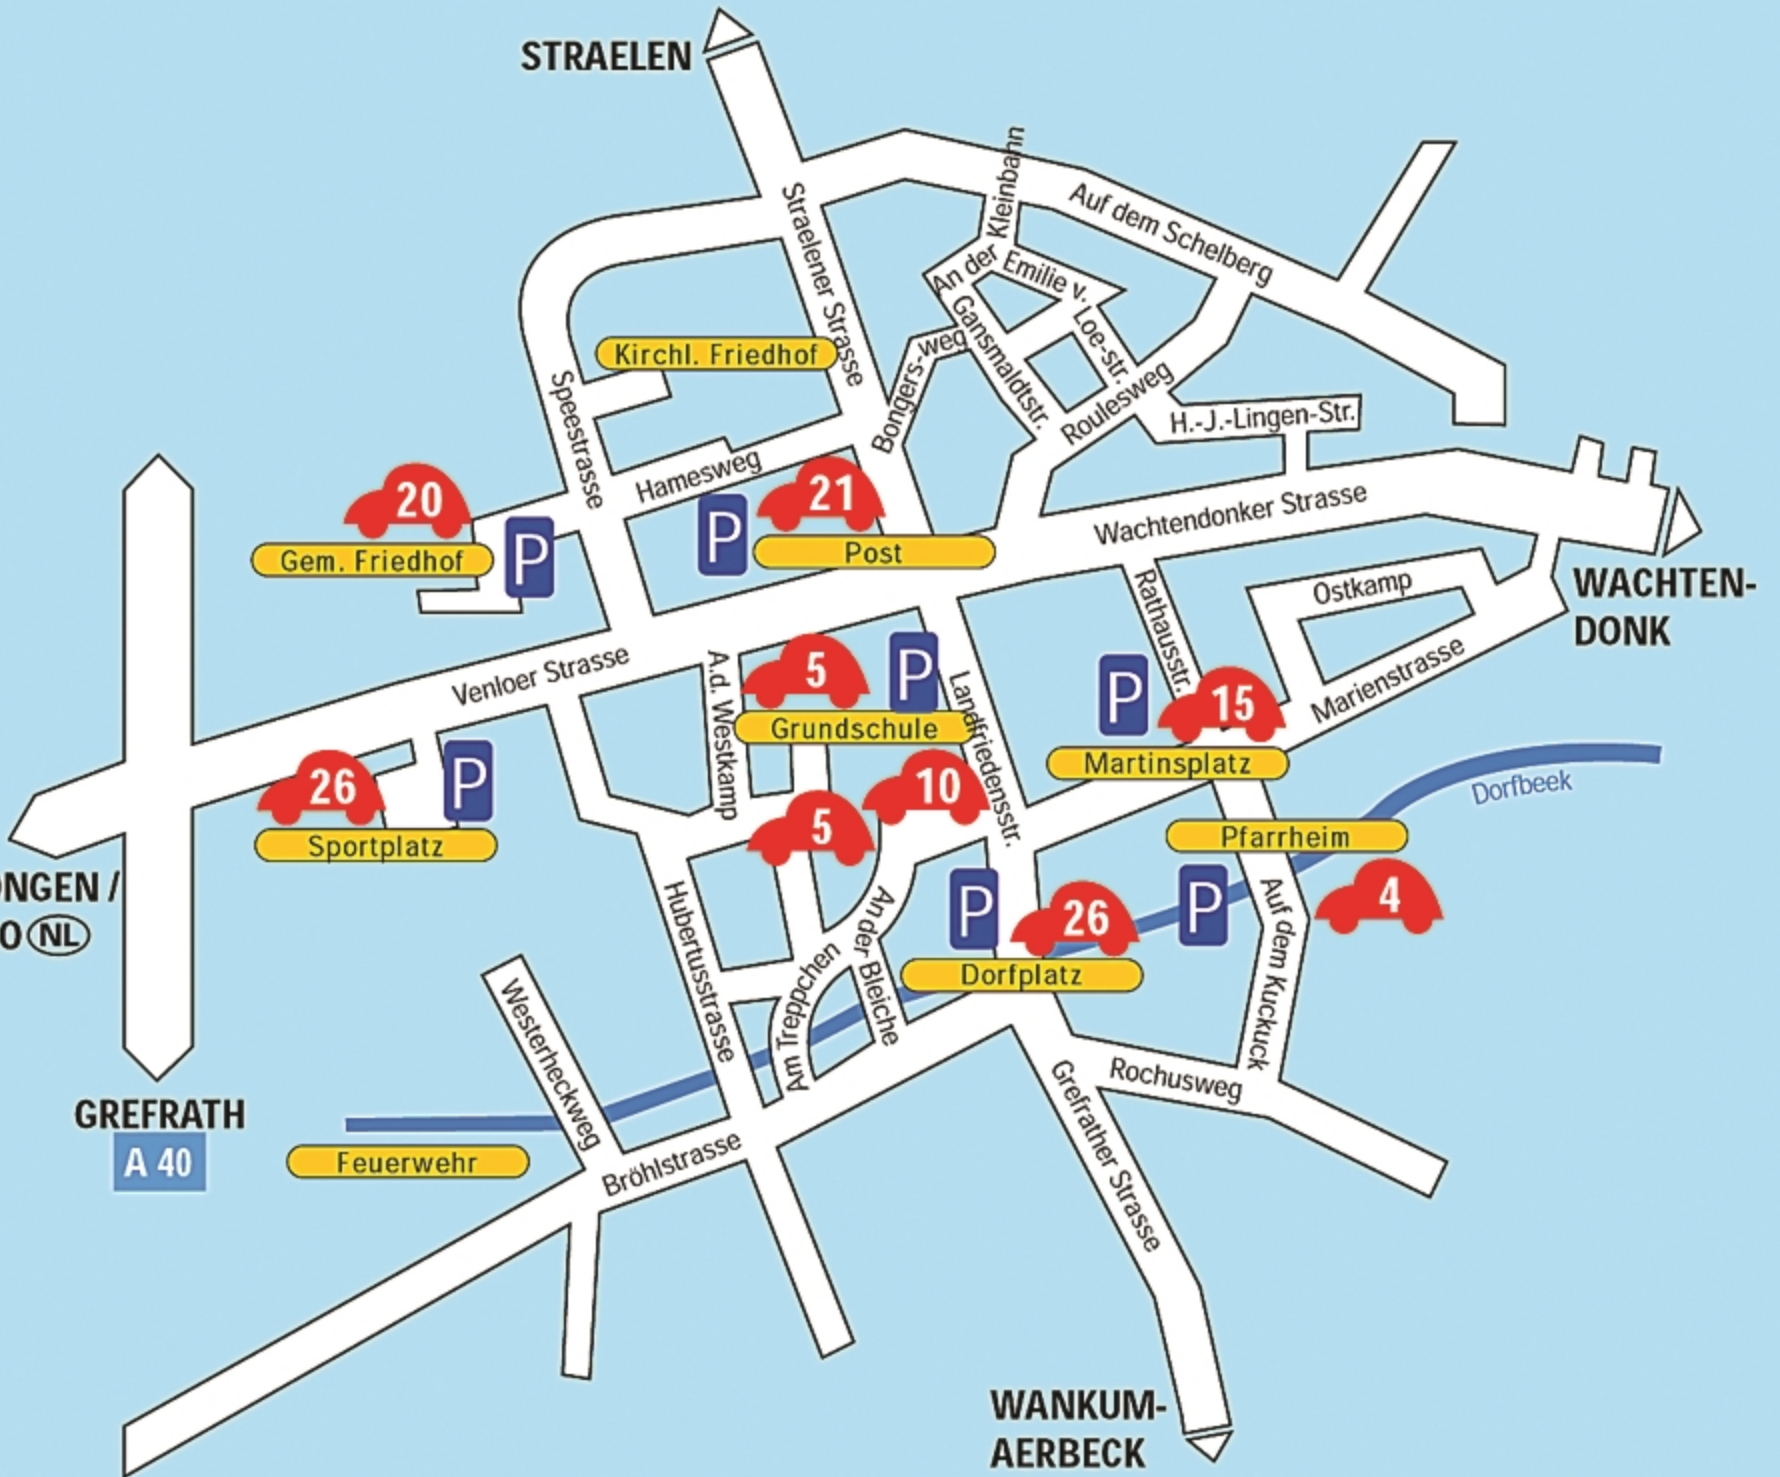 STRAELEN
Kleinbahn
An der
Auf dem Schelberg
Straelener Strasse
Emilie v.
Loe-str.
Gansmaldtstr.
Bongers-weg
Kirchl. Friedhof
Roulesweg
H.-J.-Lingen-Str.
Speestrasse
Hamesweg
20
21
P
P
Gem. Friedhof
Post
Wachtendonker Strasse
WACHTEN-
DONK
Ostkamp
Rathausstr.
Marienstrasse
Venloer Strasse
A.d. Westkamp
5
P
Grundschule
Landfriedensstr.
P
15
Martinsplatz
Dorfbeek
26
P
Sportplatz
10
5
Pfarrheim
ONGEN /
O NL
Hubertusstrasse
An der Bleiche
P
26
P
4
Dorfplatz
Auf dem Kuckuck
Am Treppchen
Westerheckweg
Rochusweg
GREFRATH
A 40
Feuerwehr
Bröhlstrasse
Grefrather Strasse
WANKUM-
AERBECK